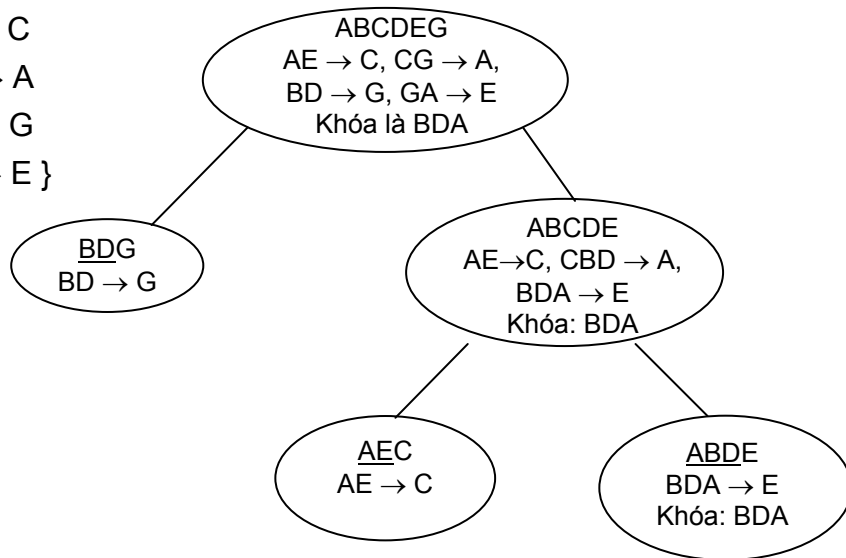 C
→ A
G
→ E }
ABCDEG
AE → C, CG → A,
BD → G, GA → E
Khóa là BDA
BDG
BD → G
ABCDE
AE→C, CBD → A,
BDA → E
Khóa: BDA
AEC
AE → C
ABDE
BDA → E
Khóa: BDA